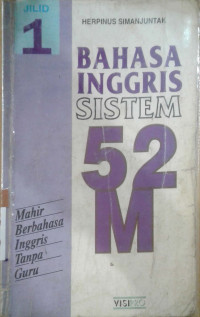 JILID
1
HERPINUS SIMANJUNTAK
BAHASA
INGGRIS
SISTEM
52
M
Mahir
Berbahasa
Inggris
Tanpa
Guru